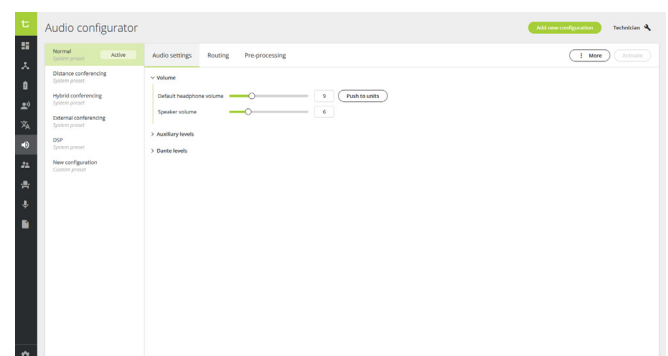 Audio configurator
Add new configuration
Technician
Normal
System preset
Active
Distance conferencing
System preset
Hybrid conferencing
System preset
External conferencing
System preset
DSP
System preset
New configuration
Custom preset
Audio settings
Routing
Pre-processing
More
Activate
Volume
Default headphone volume
9
Push to units
Speaker volume
6
Auxiliary levels
Dante levels